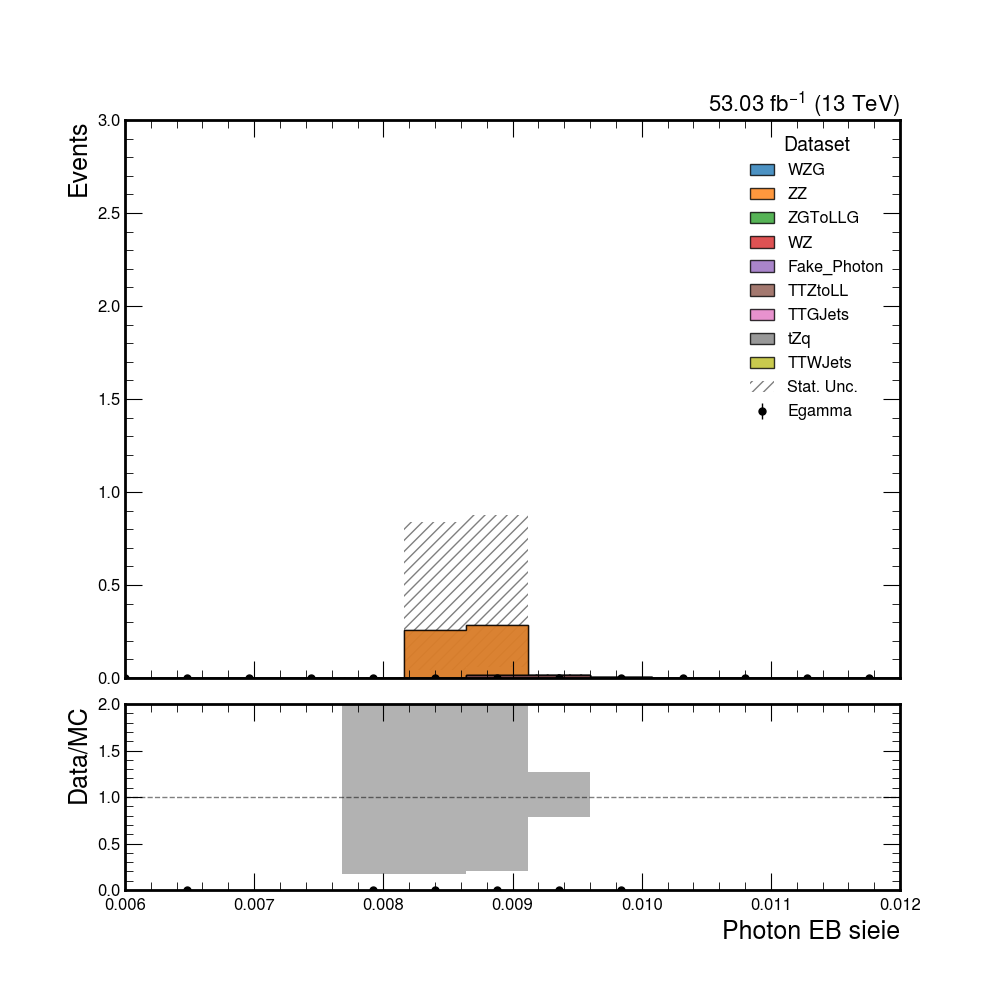 53.03 fb⁻¹ (13 TeV)
Events
3.0
2.5
2.0
1.5
1.0
0.5
0.0
Dataset
WZG
ZZ
ZGToLLG
WZ
Fake_Photon
TTZtoLL
TTGJets
tZq
TTWJets
Stat. Unc.
Egamma
Data/MC
2.0
1.5
1.0
0.5
0.0
0.006 0.007 0.008 0.009 0.010 0.011 0.012
Photon EB sieie